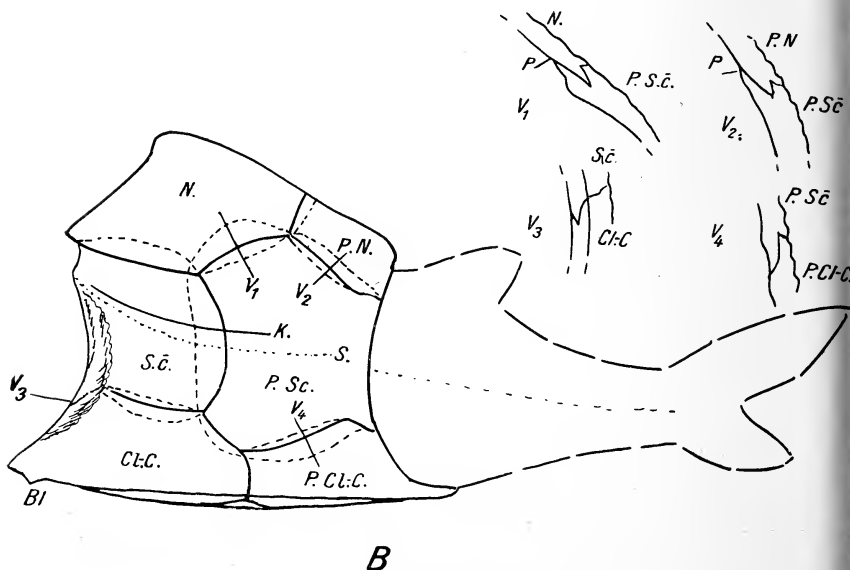 N.
P
P. S.c̄.
V₁
P. N
P
P. Sc̄
V₂:
S.c̄.
V₃
Cl:C
P. Sc̄
V₄
P. Cl-C.
N.
P. N.
V₁
V₂
K.
S.
S.c̄.
P. Sc.
V₃
V₄
Cl:C.
P. Cl:C.
Bl
B